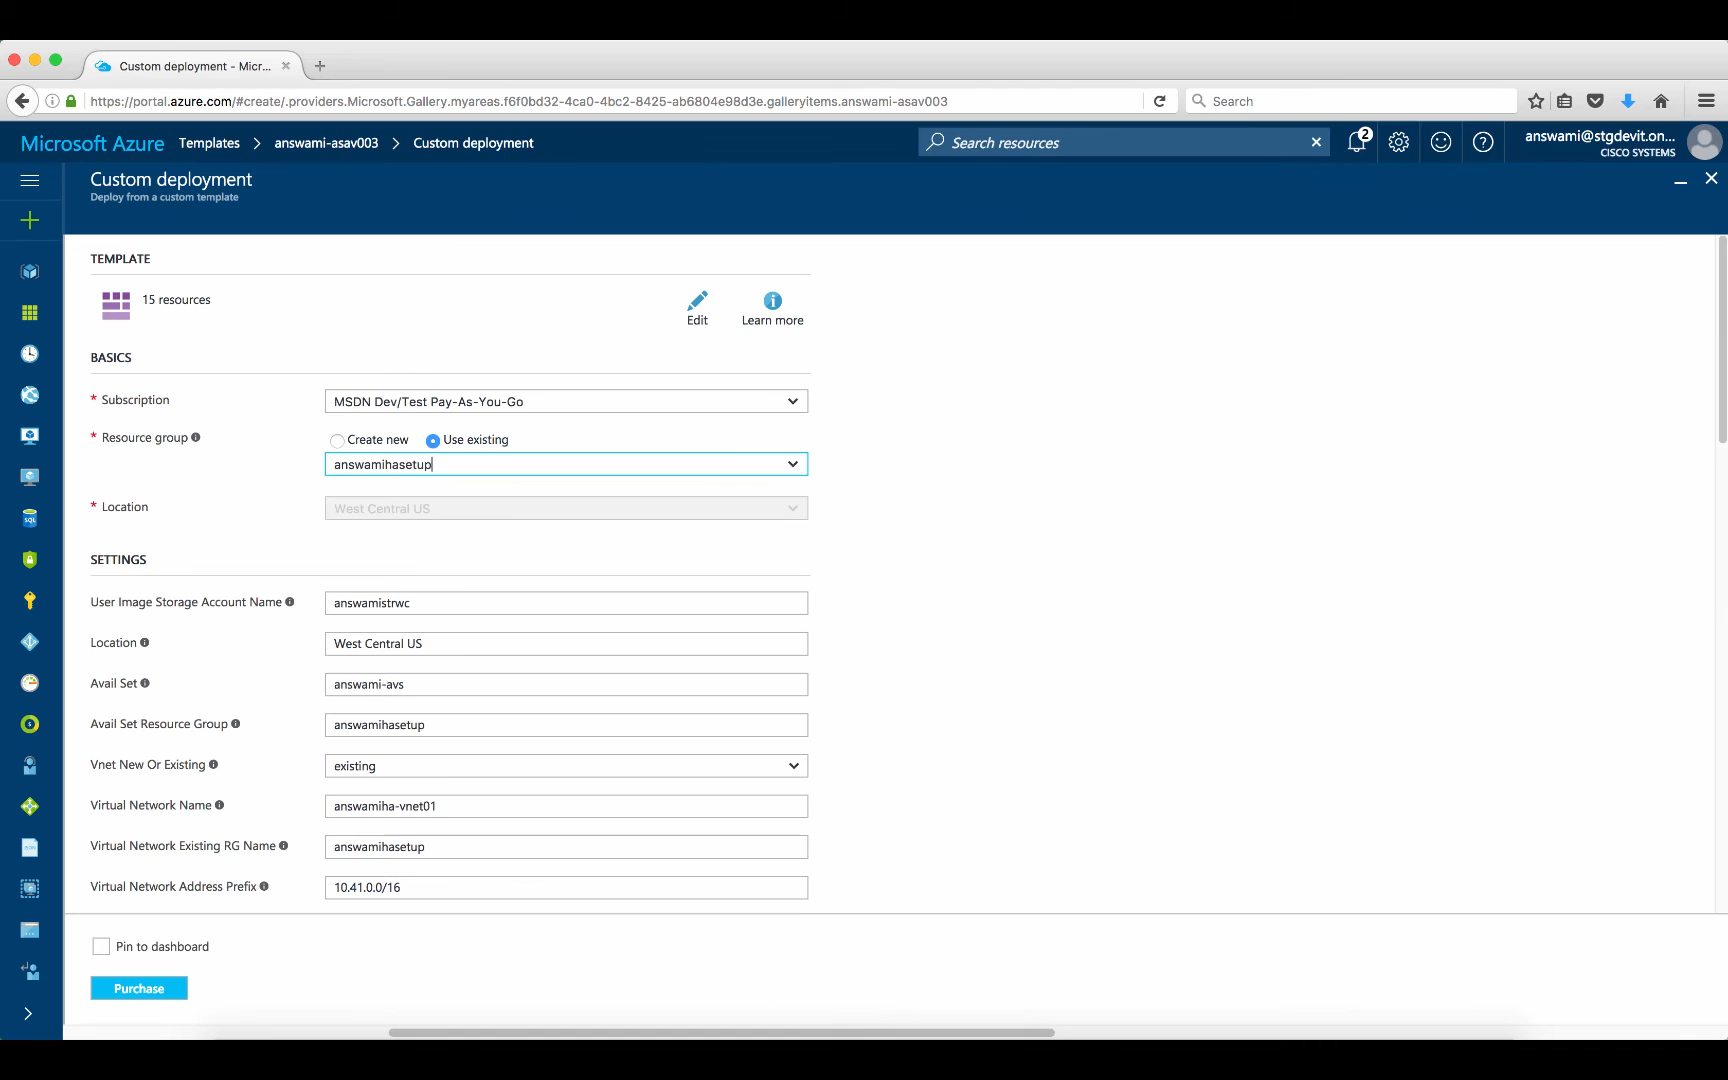 Custom deployment - Micr...
https://portal.azure.com/#create/.providers.Microsoft.Gallery.myareas.f6f0bd32-4ca0-4bc2-8425-ab6804e98d3e.galleryitems.answami-asav003
Search
Microsoft Azure Templates > answami-asav003 > Custom deployment
Search resources
2
answami@stgdevit.on...
CISCO SYSTEMS
Custom deployment
Deploy from a custom template
TEMPLATE
15 resources
Edit
Learn more
BASICS
* Subscription
MSDN Dev/Test Pay-As-You-Go
* Resource group
Create new
Use existing
answamihasetup
* Location
West Central US
SETTINGS
User Image Storage Account Name
answamistrwc
Location
West Central US
Avail Set
answami-avs
Avail Set Resource Group
answamihasetup
Vnet New Or Existing
existing
Virtual Network Name
answamiha-vnet01
Virtual Network Existing RG Name
answamihasetup
Virtual Network Address Prefix
10.41.0.0/16
Pin to dashboard
Purchase
SQL